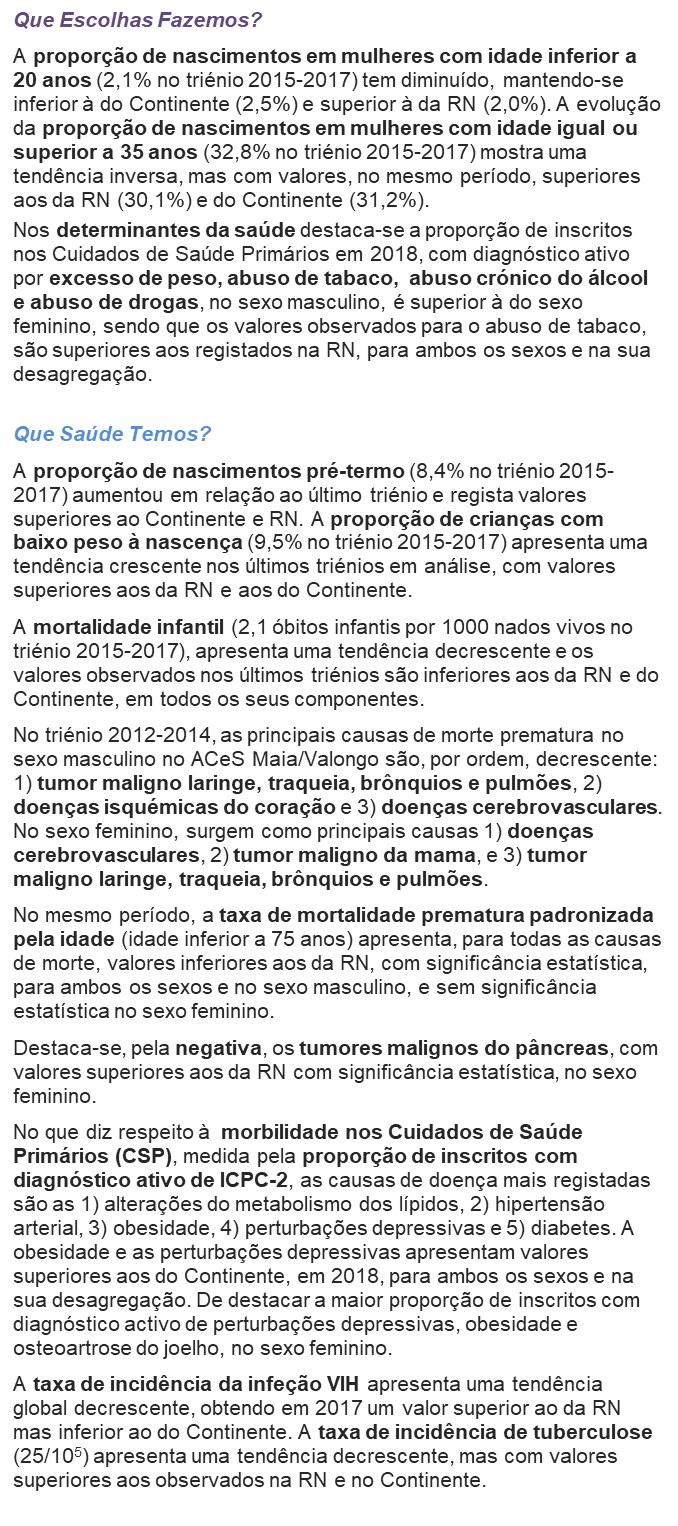 Que Escolhas Fazemos?
A proporção de nascimentos em mulheres com idade inferior a
20 anos (2,1% no triénio 2015-2017) tem diminuído, mantendo-se
inferior à do Continente (2,5%) e superior à da RN (2,0%). A evolução
da proporção de nascimentos em mulheres com idade igual ou
superior a 35 anos (32,8% no triénio 2015-2017) mostra uma
tendência inversa, mas com valores, no mesmo período, superiores
aos da RN (30,1%) e do Continente (31,2%).
Nos determinantes da saúde destaca-se a proporção de inscritos
nos Cuidados de Saúde Primários em 2018, com diagnóstico ativo
por excesso de peso, abuso de tabaco, abuso crónico do álcool
e abuso de drogas, no sexo masculino, é superior à do sexo
feminino, sendo que os valores observados para o abuso de tabaco,
são superiores aos registados na RN, para ambos os sexos e na sua
desagregação.
Que Saúde Temos?
A proporção de nascimentos pré-termo (8,4% no triénio 2015-
2017) aumentou em relação ao último triénio e regista valores
superiores ao Continente e RN. A proporção de crianças com
baixo peso à nascença (9,5% no triénio 2015-2017) apresenta uma
tendência crescente nos últimos triénios em análise, com valores
superiores aos da RN e aos do Continente.
A mortalidade infantil (2,1 óbitos infantis por 1000 nados vivos no
triénio 2015-2017), apresenta uma tendência decrescente e os
valores observados nos últimos triénios são inferiores aos da RN e do
Continente, em todos os seus componentes.
No triénio 2012-2014, as principais causas de morte prematura no
sexo masculino no ACeS Maia/Valongo são, por ordem, decrescente:
1) tumor maligno laringe, traqueia, brônquios e pulmões, 2)
doenças isquémicas do coração e 3) doenças cerebrovasculares.
No sexo feminino, surgem como principais causas 1) doenças
cerebrovasculares, 2) tumor maligno da mama, e 3) tumor
maligno laringe, traqueia, brônquios e pulmões.
No mesmo período, a taxa de mortalidade prematura padronizada
pela idade (idade inferior a 75 anos) apresenta, para todas as causas
de morte, valores inferiores aos da RN, com significância estatística,
para ambos os sexos e no sexo masculino, e sem significância
estatística no sexo feminino.
Destaca-se, pela negativa, os tumores malignos do pâncreas, com
valores superiores aos da RN com significância estatística, no sexo
feminino.
No que diz respeito à morbilidade nos Cuidados de Saúde
Primários (CSP), medida pela proporção de inscritos com
diagnóstico ativo de ICPC-2, as causas de doença mais registadas
são as 1) alterações do metabolismo dos lípidos, 2) hipertensão
arterial, 3) obesidade, 4) perturbações depressivas e 5) diabetes. A
obesidade e as perturbações depressivas apresentam valores
superiores aos do Continente, em 2018, para ambos os sexos e na
sua desagregação. De destacar a maior proporção de inscritos com
diagnóstico activo de perturbações depressivas, obesidade e
osteoartrose do joelho, no sexo feminino.
A taxa de incidência da infeção VIH apresenta uma tendência
global decrescente, obtendo em 2017 um valor superior ao da RN
mas inferior ao do Continente. A taxa de incidência de tuberculose
(25/10⁵) apresenta uma tendência decrescente, mas com valores
superiores aos observados na RN e no Continente.